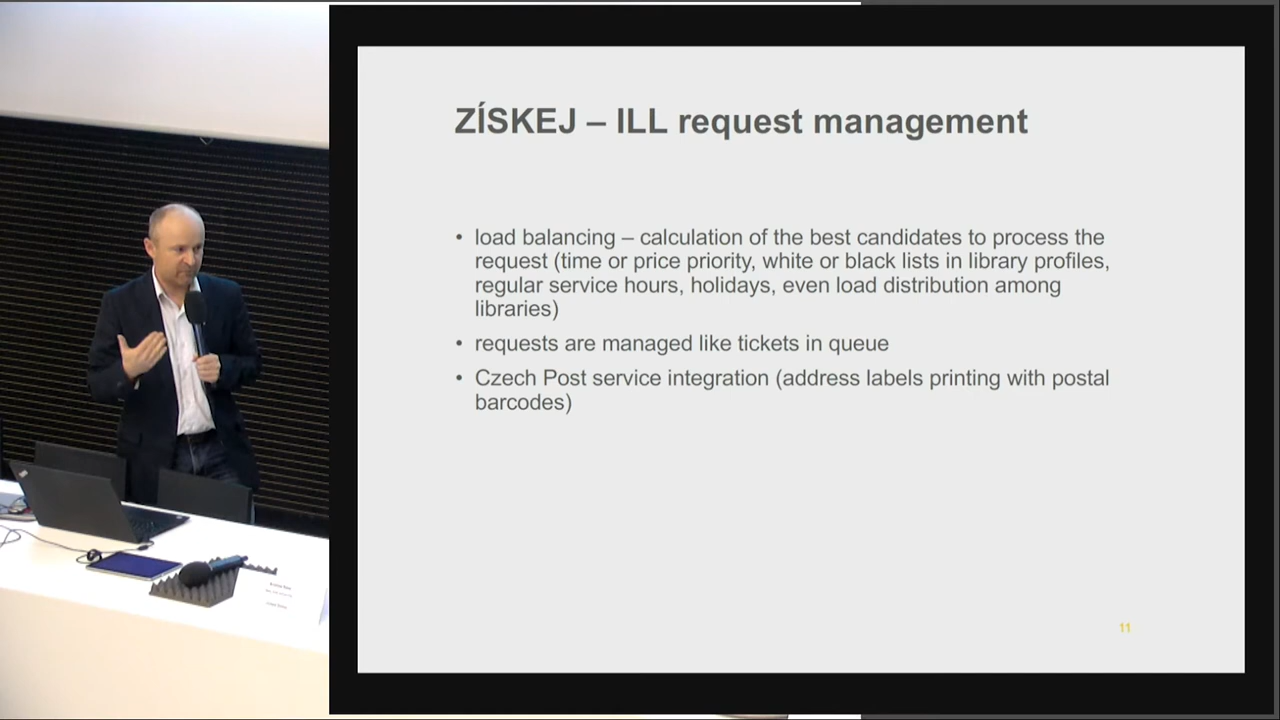 ZÍSKEJ – ILL request management
• load balancing – calculation of the best candidates to process the
request (time or price priority, white or black lists in library profiles,
regular service hours, holidays, even load distribution among
libraries)
• requests are managed like tickets in queue
• Czech Post service integration (address labels printing with postal
barcodes)
11